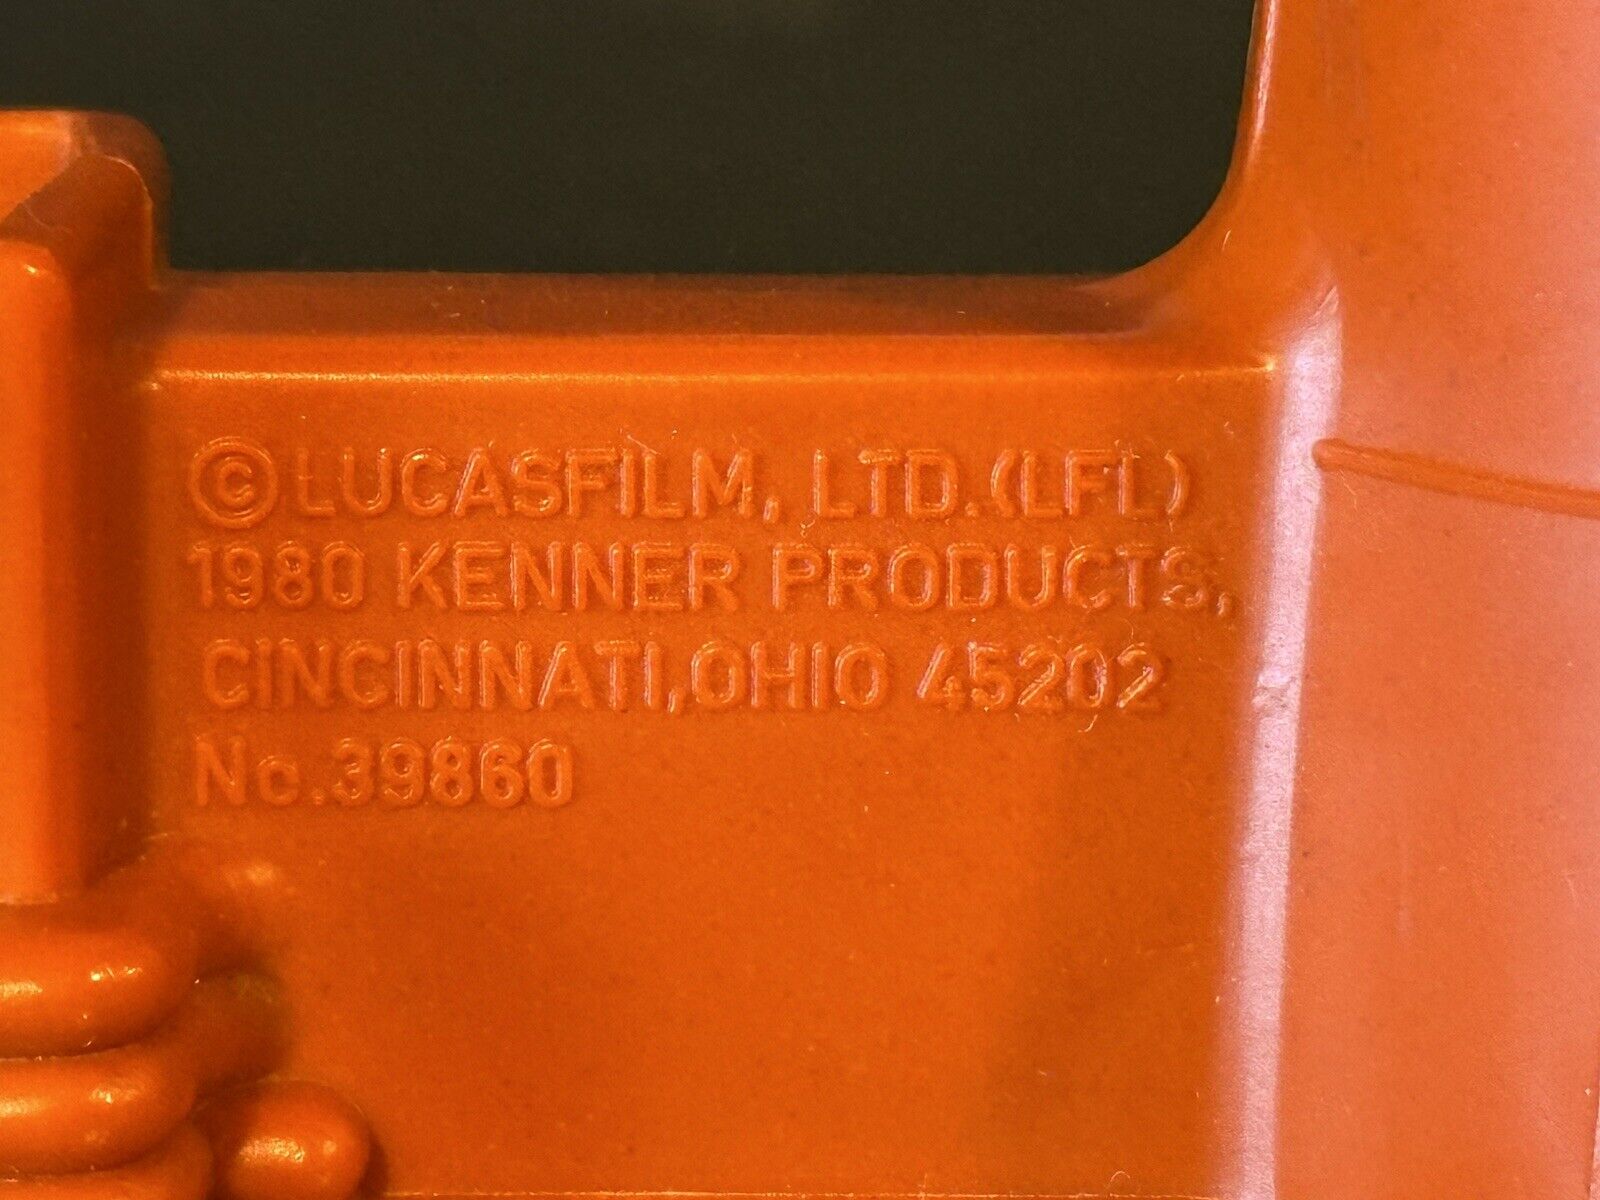 ©LUCASFILM, LTD.(LFL)
1980 KENNER PRODUCTS,
CINCINNATI,OHIO 45202
No.39860